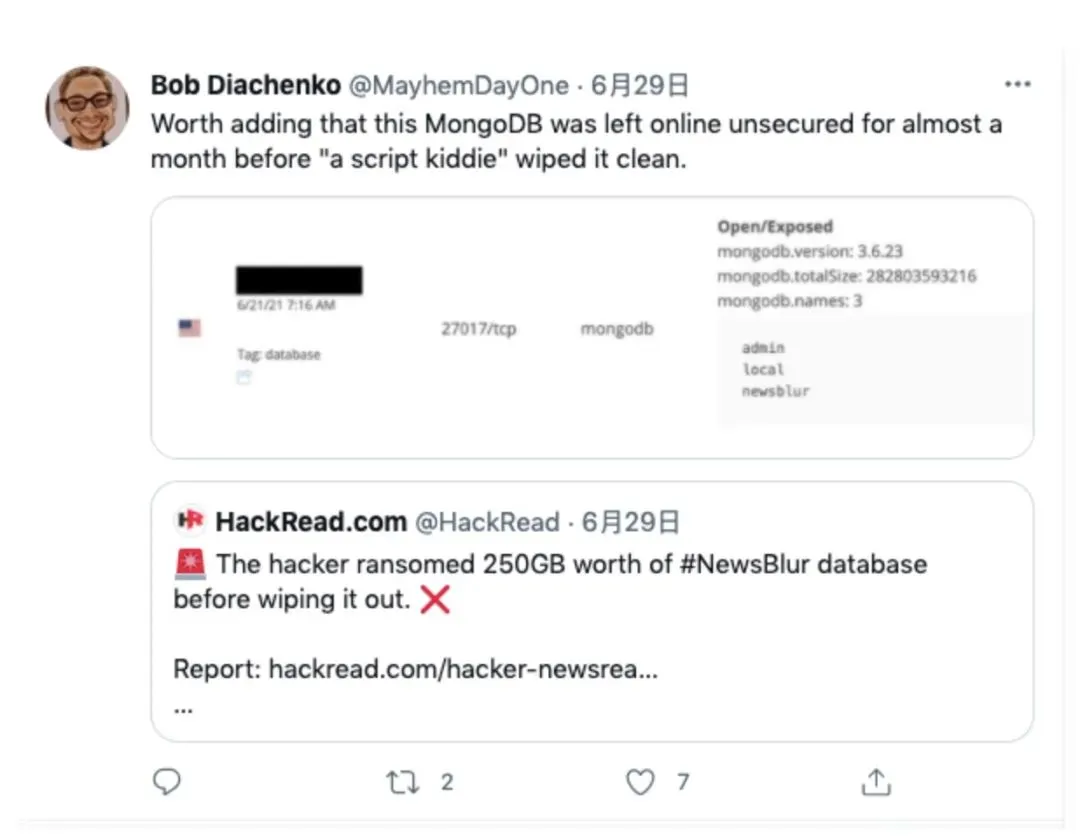 Bob Diachenko @MayhemDayOne · 6月29日
Worth adding that this MongoDB was left online unsecured for almost a
month before "a script kiddie" wiped it clean.
Open/Exposed
mongodb.version: 3.6.23
mongodb.totalSize: 282803593216
mongodb.names: 3
6/21/21 7:16 AM
27017/tcp
mongodb
Tag: database
admin
local
newsblur
HackRead.com @HackRead · 6月29日
🚨 The hacker ransomed 250GB worth of #NewsBlur database
before wiping it out. ❌
Report: hackread.com/hacker-newsrea...
...
2
7